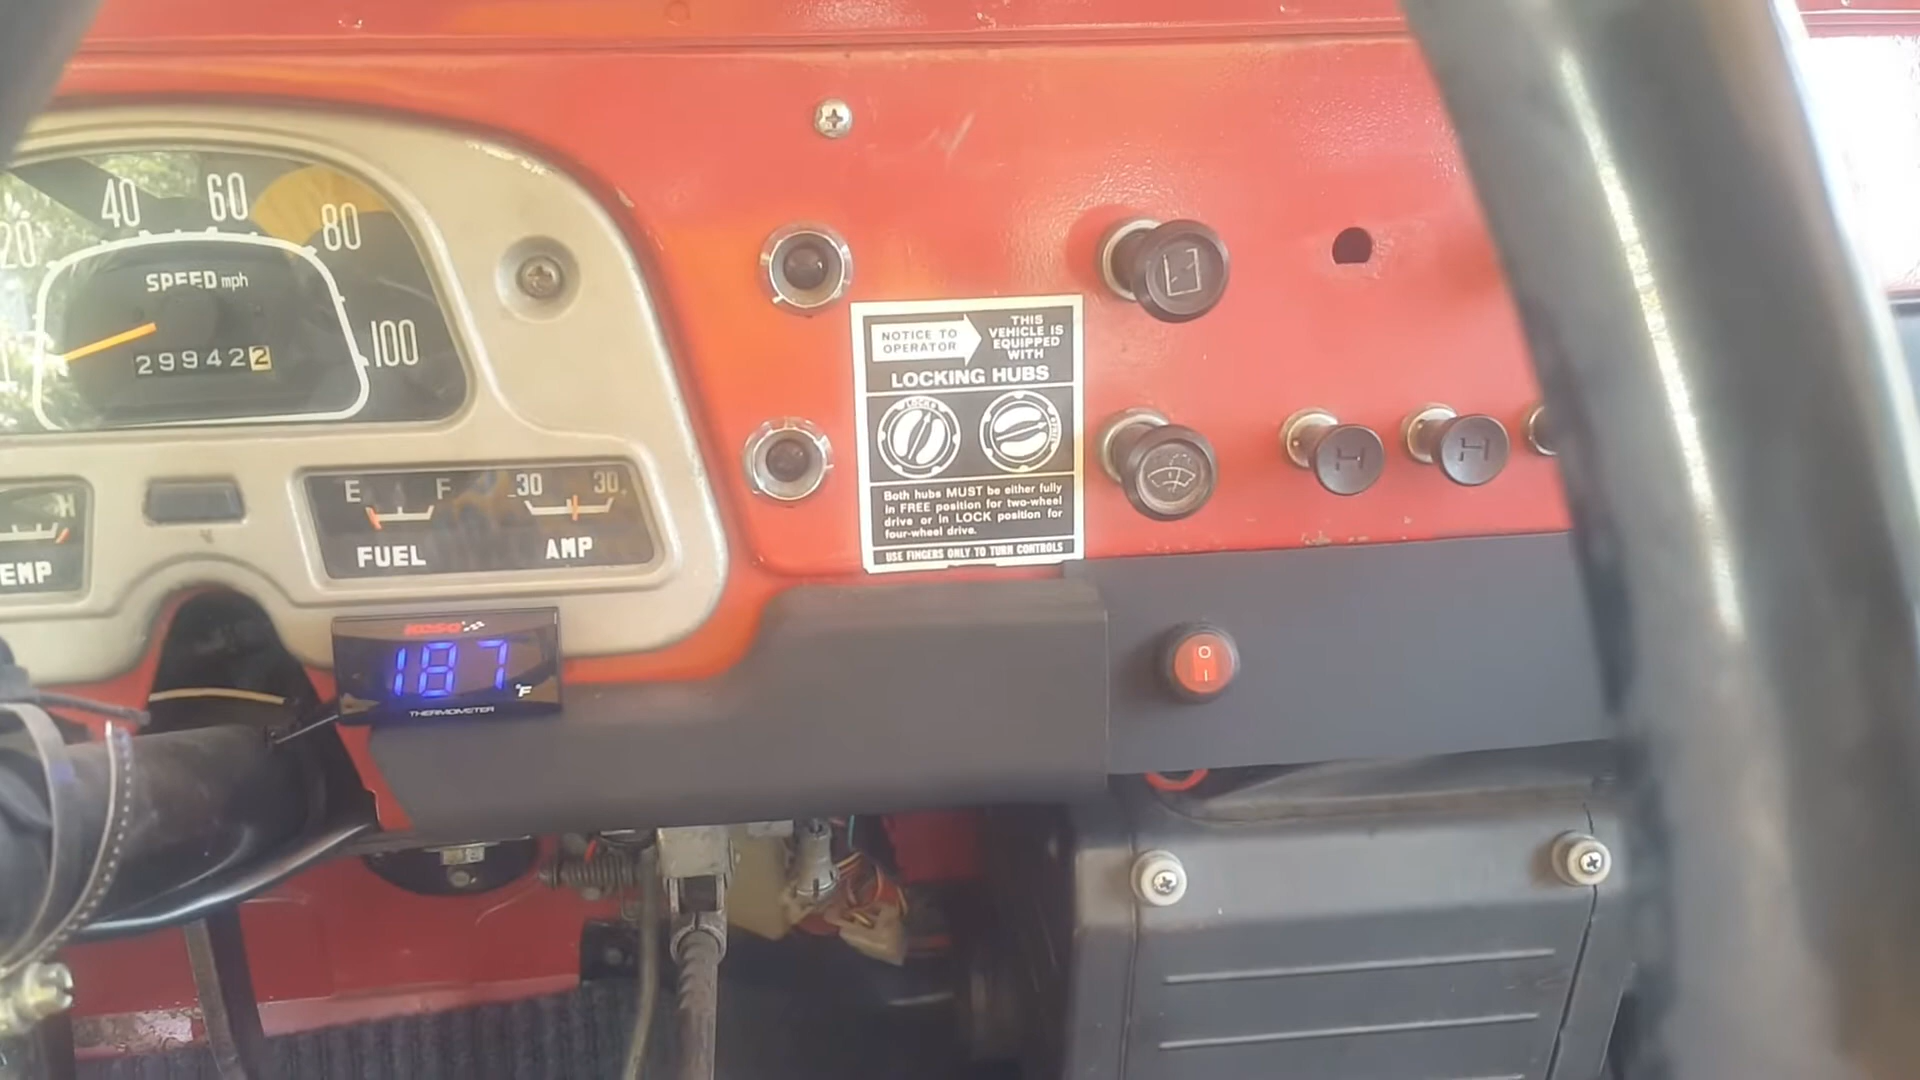 20 40 60 80 100
SPEED mph
299422
E F
FUEL
30 30
AMP
H
EMP
KOSO
187 °F
THERMOMETER
NOTICE TO
OPERATOR
THIS
VEHICLE IS
EQUIPPED
WITH
LOCKING HUBS
LOCK
Both hubs MUST be either fully
in FREE position for two-wheel
drive or in LOCK position for
four-wheel drive.
USE FINGERS ONLY TO TURN CONTROLS
H H
O
I